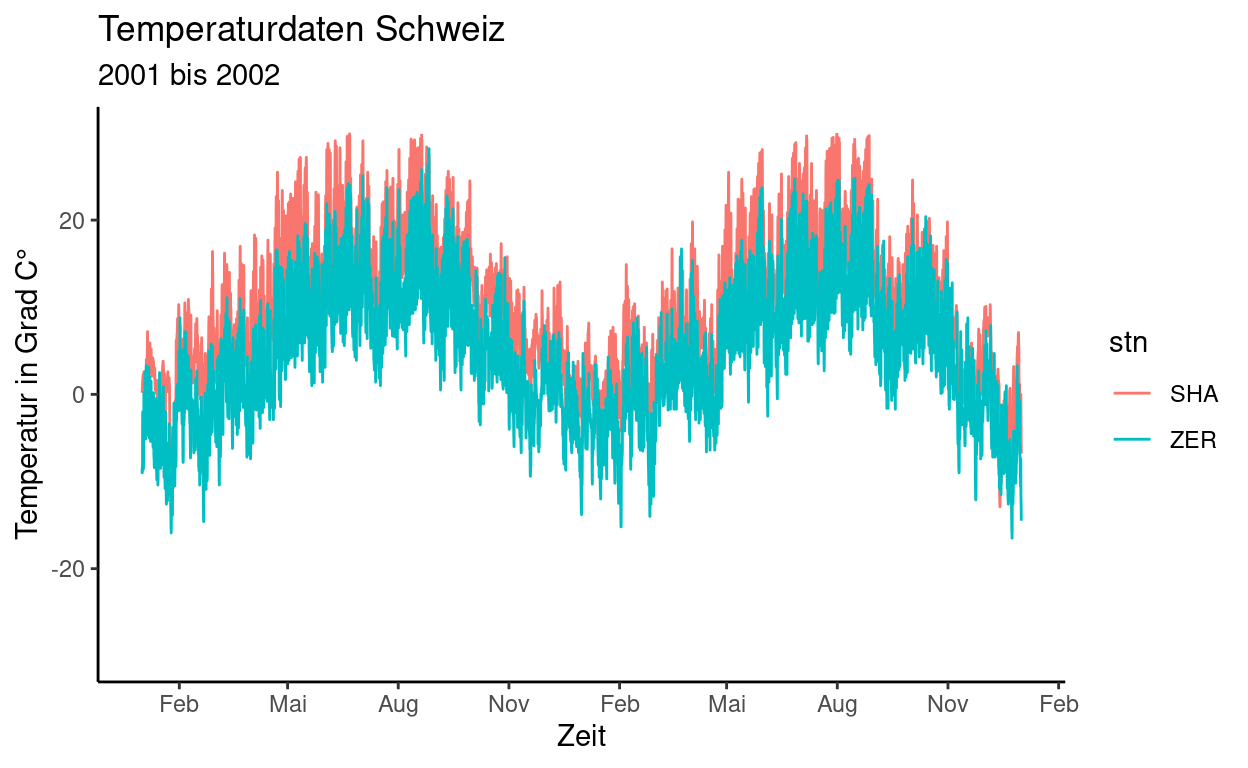 Temperaturdaten Schweiz
2001 bis 2002
Temperatur in Grad C°
20
0
-20
Feb Mai Aug Nov Feb Mai Aug Nov Feb
Zeit
stn
SHA
ZER